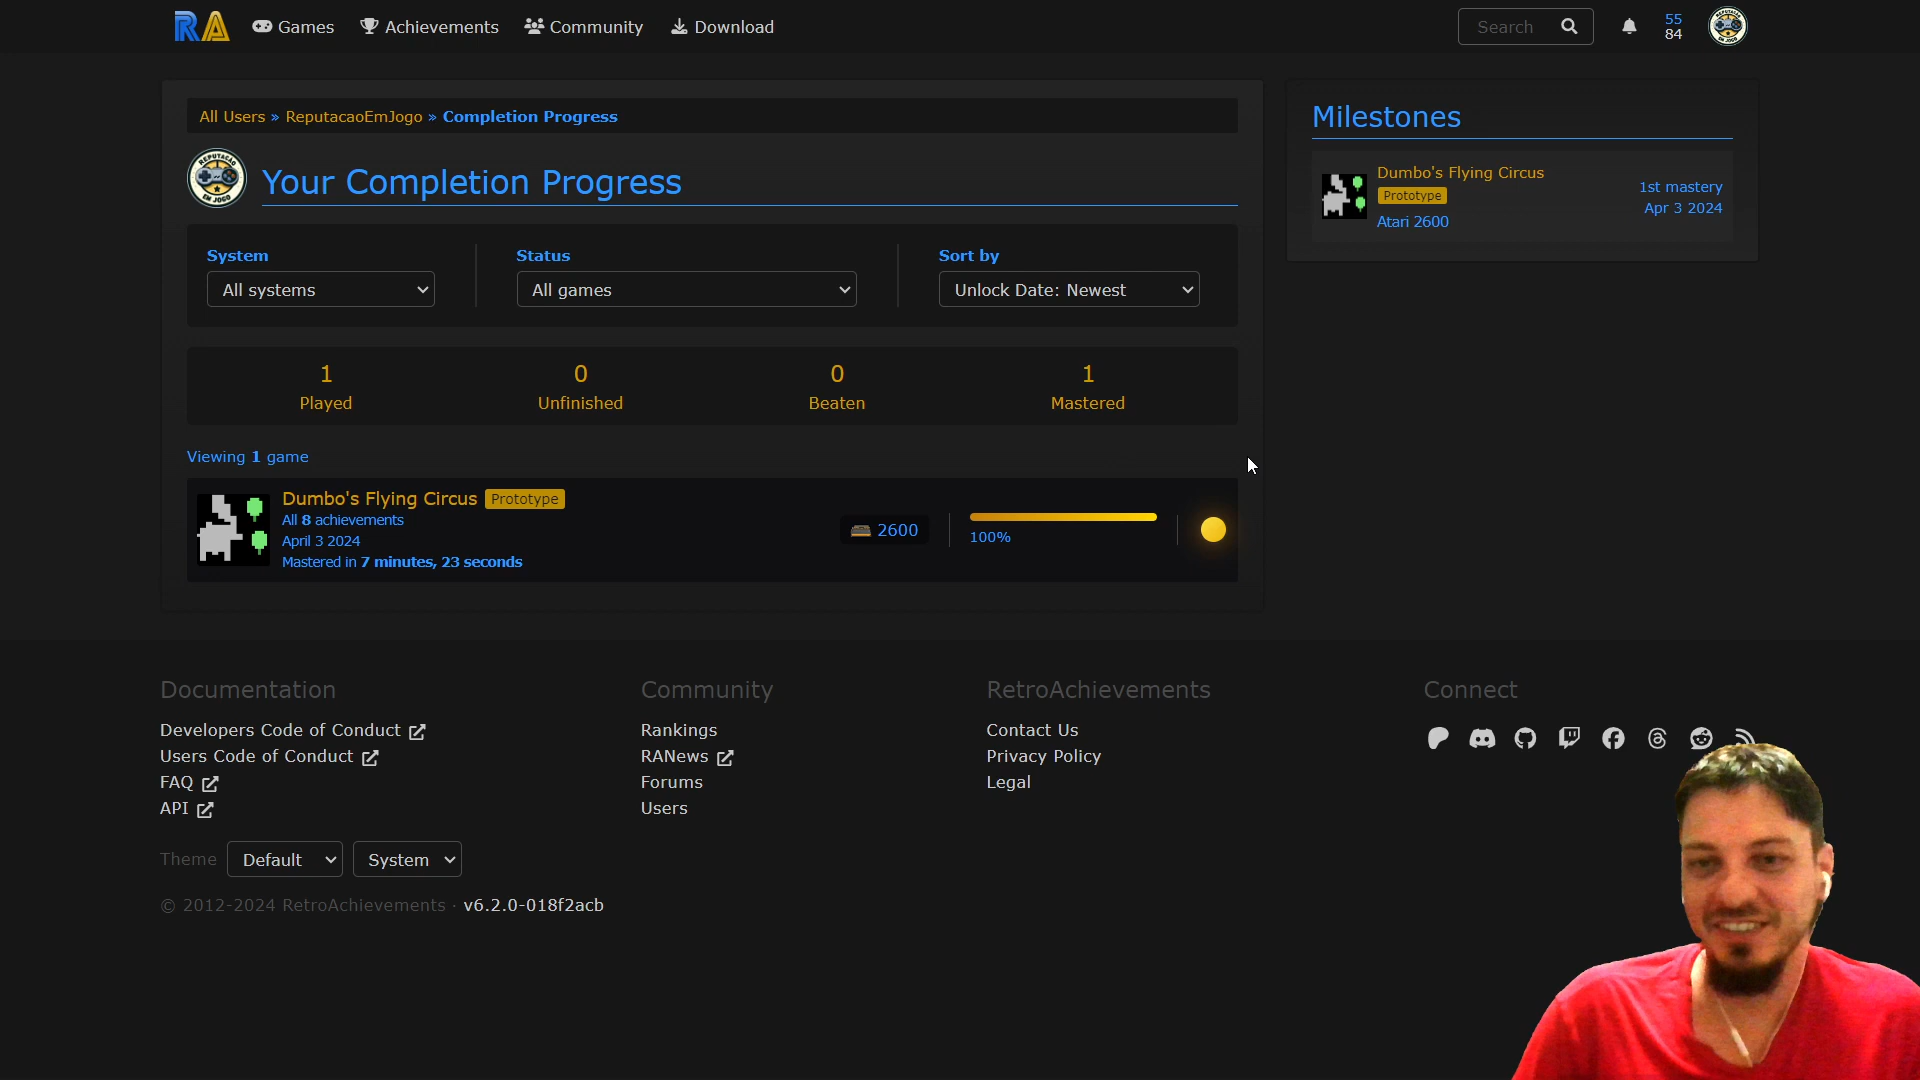 RA Games Achievements Community Download Search 55
84
All Users » ReputacaoEmJogo » Completion Progress
REPUTAÇÃO
EM JOGO
Your Completion Progress
System Status Sort by
All systems All games Unlock Date: Newest
1 0 0 1
Played Unfinished Beaten Mastered
Viewing 1 game
Dumbo's Flying Circus Prototype
All 8 achievements
April 3 2024
Mastered in 7 minutes, 23 seconds
2600
100%
Milestones
Dumbo's Flying Circus
Prototype
Atari 2600
1st mastery
Apr 3 2024
Documentation
Developers Code of Conduct
Users Code of Conduct
FAQ
API
Community
Rankings
RANews
Forums
Users
RetroAchievements
Contact Us
Privacy Policy
Legal
Connect
Theme Default System
© 2012-2024 RetroAchievements · v6.2.0-018f2acb